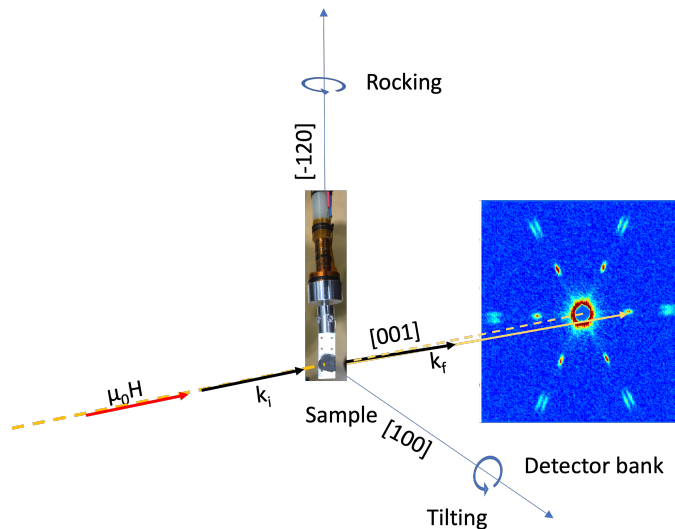 Rocking
[-120]
[001]
k_f
μ₀H
k_i
Sample
[100]
Detector bank
Tilting